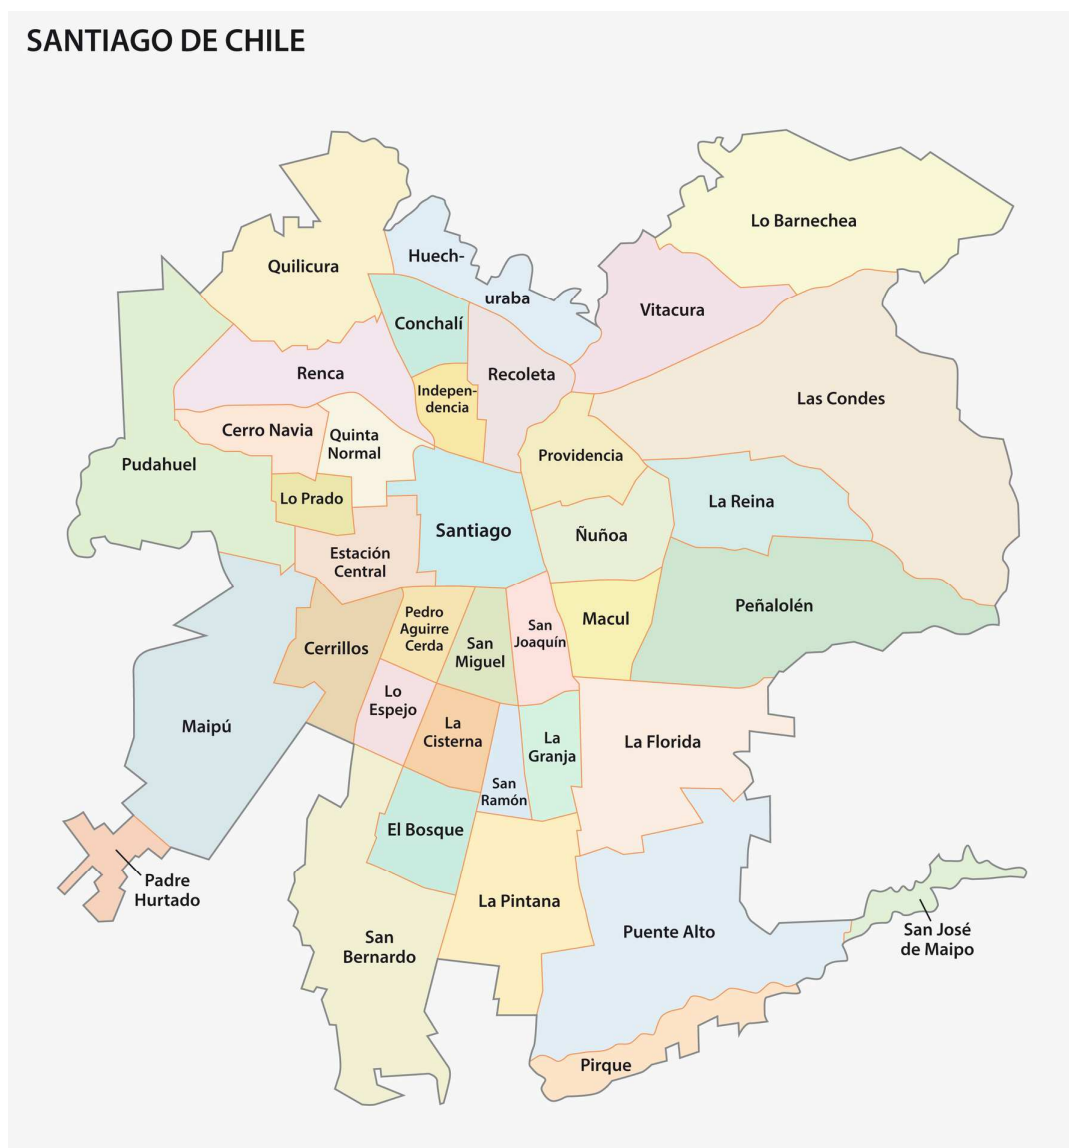 SANTIAGO DE CHILE
Lo Barnechea
Quilicura
Huech-
uraba
Vitacura
Conchalí
Renca
Recoleta
Indepen-
dencia
Las Condes
Cerro Navia
Quinta
Normal
Providencia
Pudahuel
Lo Prado
La Reina
Santiago
Ñuñoa
Estación
Central
Peñalolén
Pedro
Aguirre
Cerda
San
Joaquín
Macul
Cerrillos
San
Miguel
Lo
Espejo
Maipú
La
Cisterna
La
Granja
La Florida
San
Ramón
El Bosque
Padre
Hurtado
La Pintana
San
Bernardo
Puente Alto
San José
de Maipo
Pirque